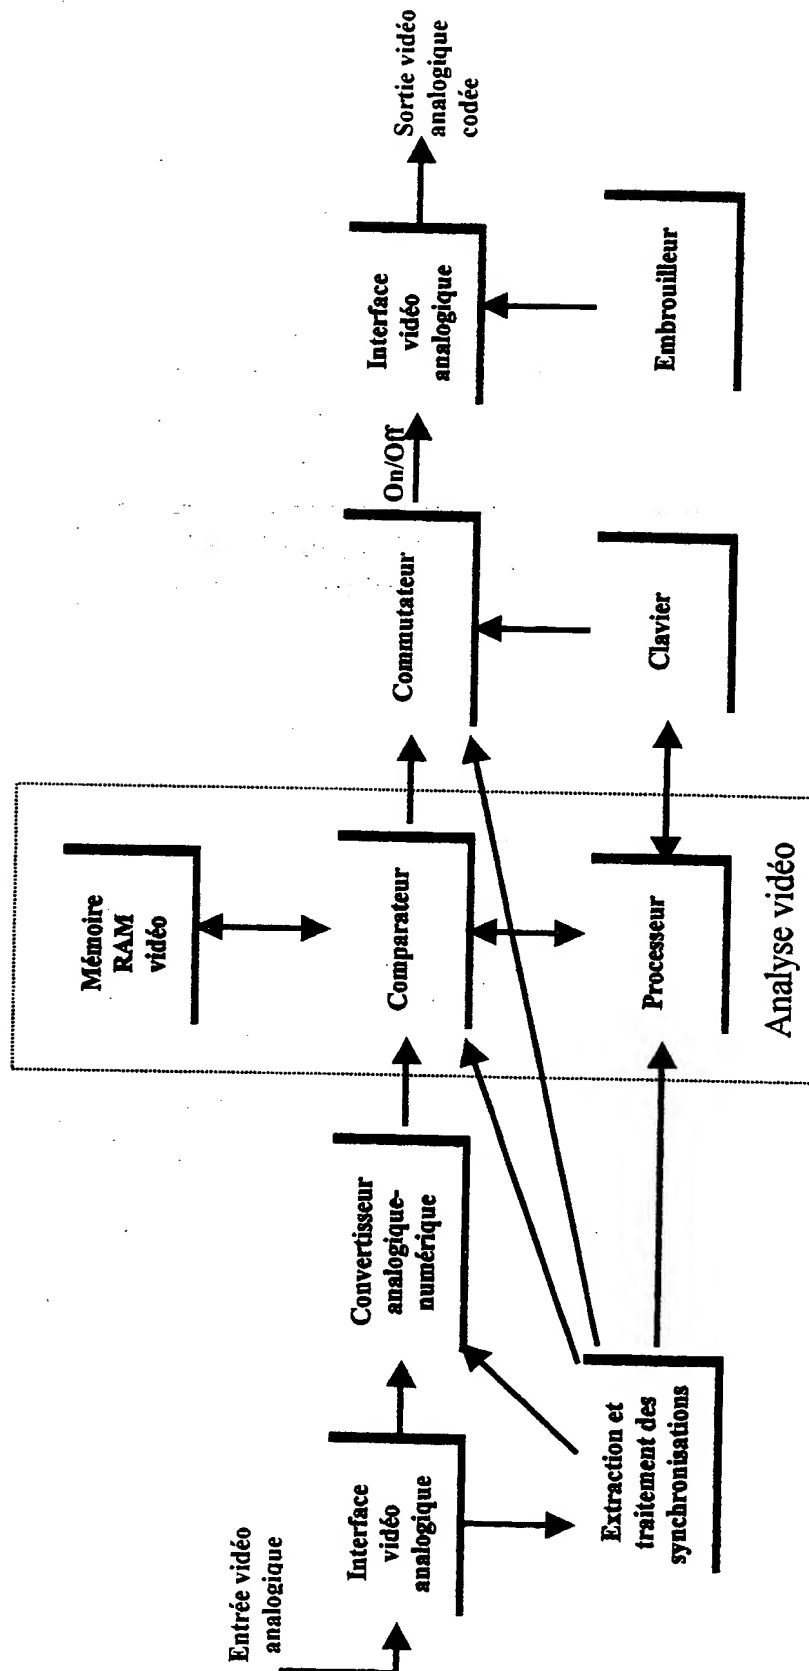 Entrée vidéo
analogique
Interface
vidéo
analogique
Extraction et
traitement des
synchronisations
Convertisseur
analogique-
numérique
Mémoire
RAM
vidéo
Comparateur
Processeur
Analyse vidéo
Commutateur
Clavier
On/Off
Interface
vidéo
analogique
Embrouilleur
Sortie vidéo
analogique
codée